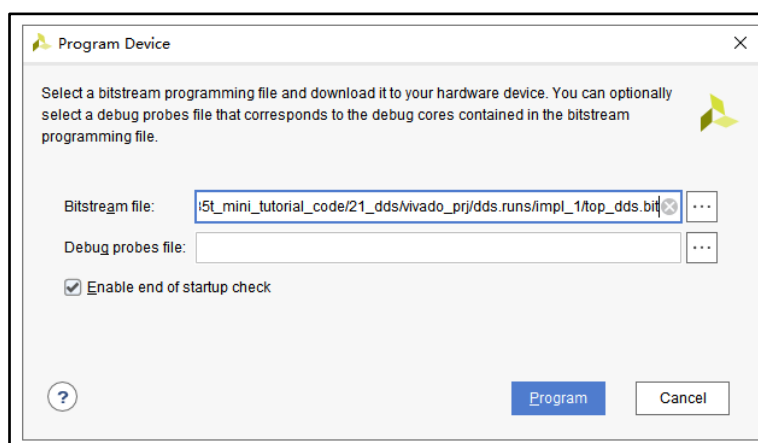 Program Device
Select a bitstream programming file and download it to your hardware device. You can optionally
select a debug probes file that corresponds to the debug cores contained in the bitstream
programming file.
Bitstream file: 35t_mini_tutorial_code/21_dds/vivado_prj/dds.runs/impl_1/top_dds.bit ...
Debug probes file: ...
Enable end of startup check
? Program Cancel